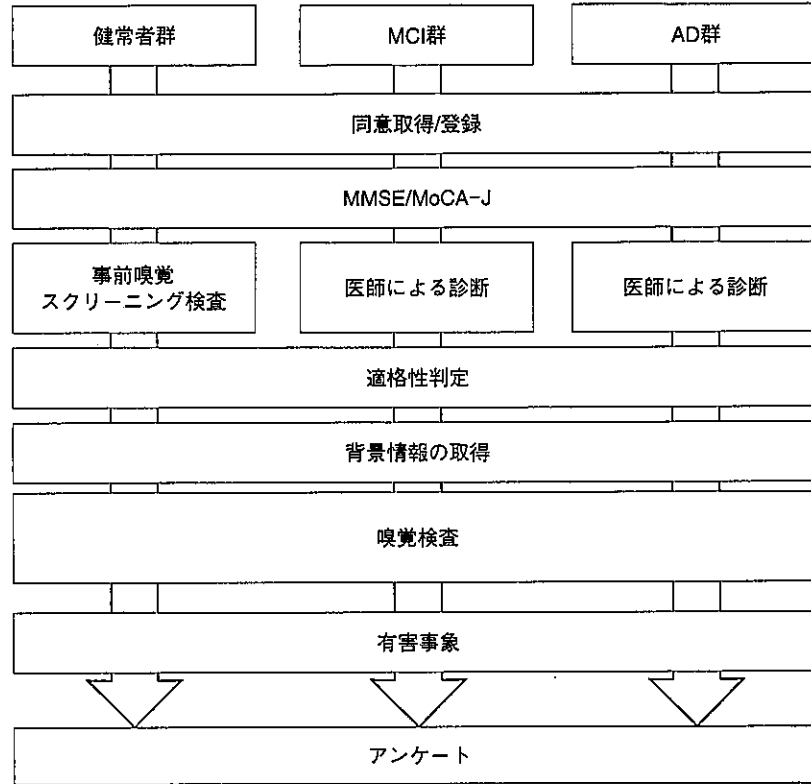 健常者群
MCI群
AD群
同意取得/登録
MMSE/MoCA-J
事前嗅覚
スクリーニング検査
医師による診断
医師による診断
適格性判定
背景情報の取得
嗅覚検査
有害事象
アンケート